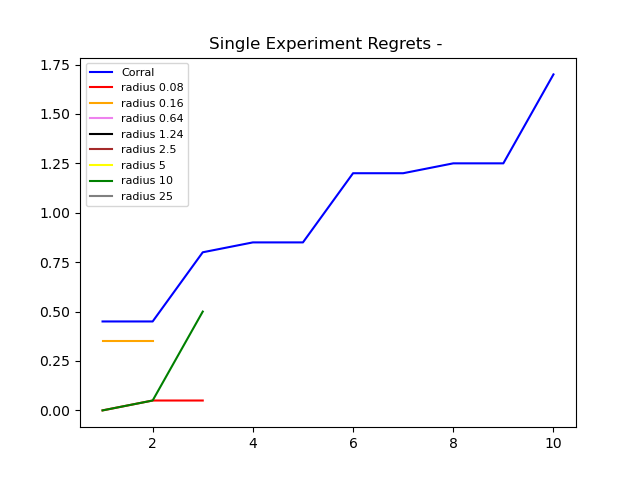 Single Experiment Regrets -
1.75
1.50
1.25
1.00
0.75
0.50
0.25
0.00
Corral
radius 0.08
radius 0.16
radius 0.64
radius 1.24
radius 2.5
radius 5
radius 10
radius 25
2 4 6 8 10